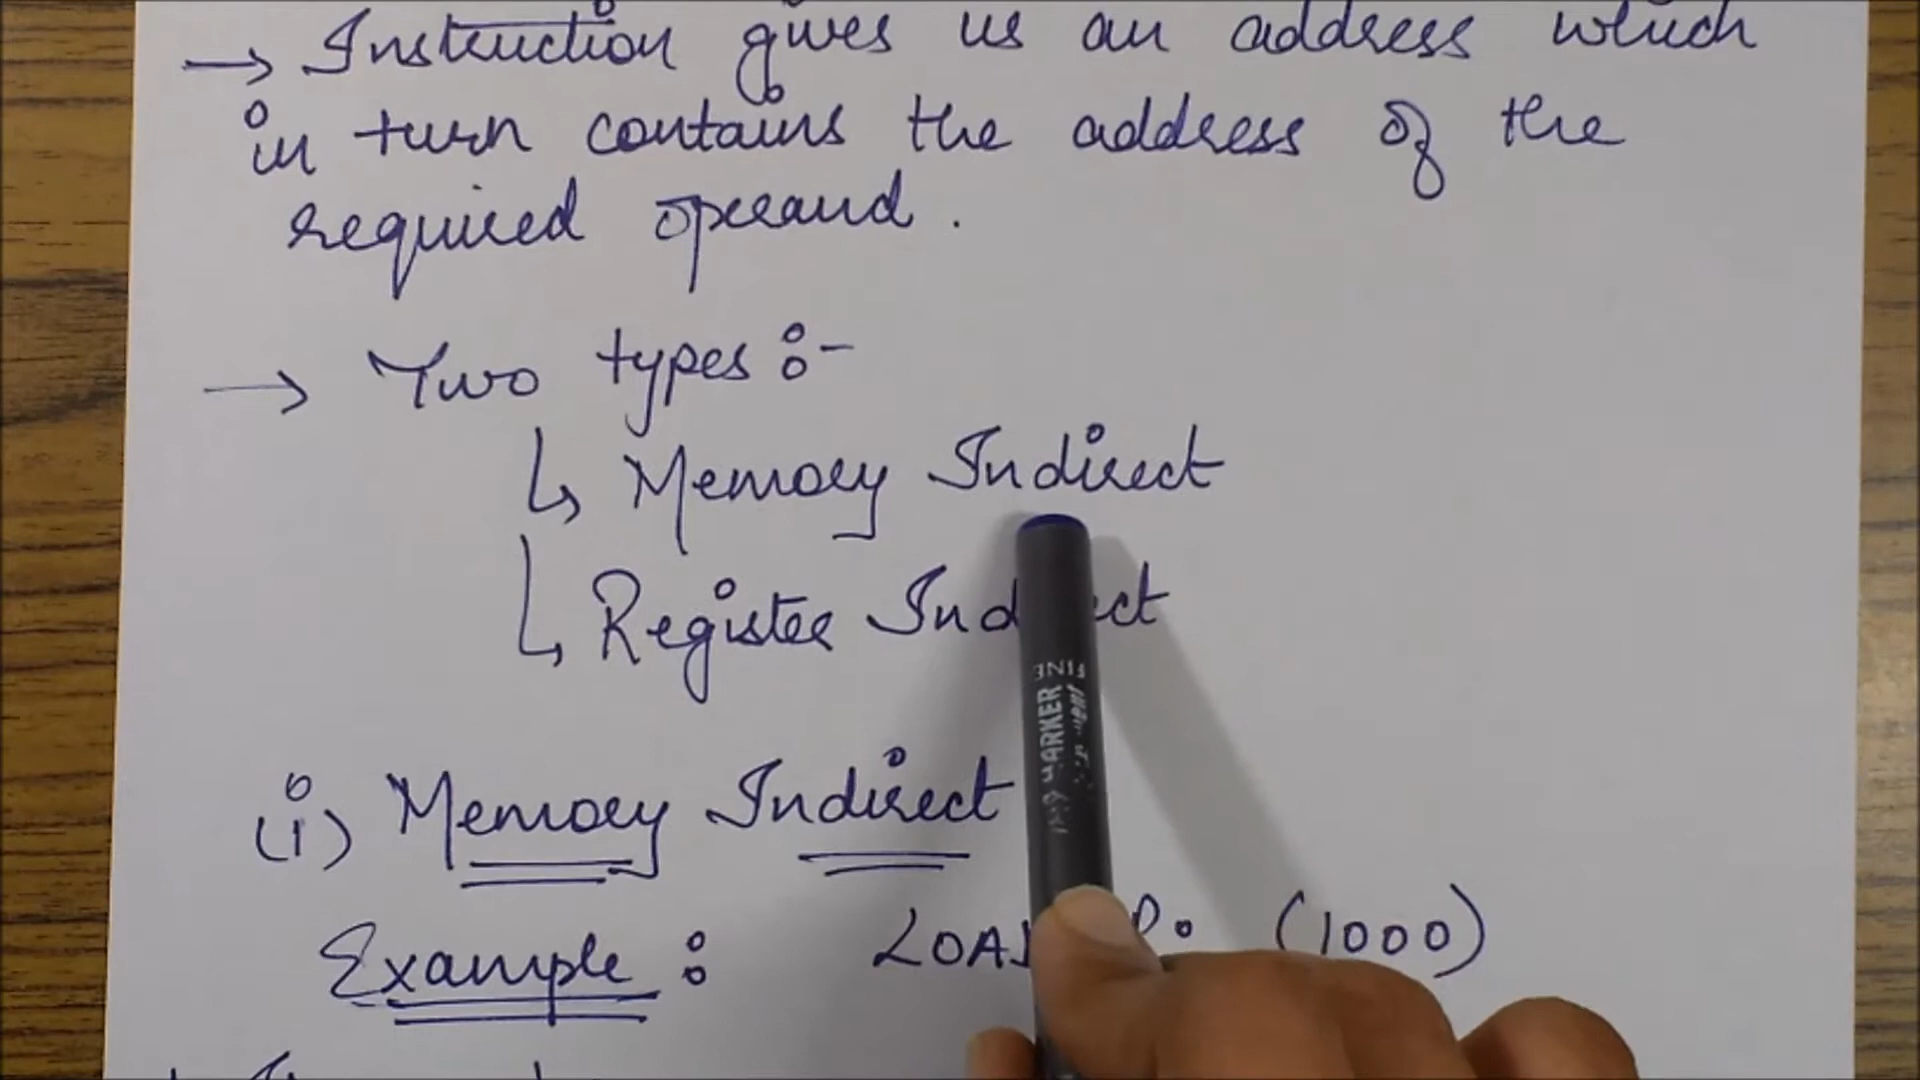 → Instruction gives us an address which
in turn contains the address of the
required operand.
→ Two types :-
↳ Memory Indirect
↳ Register Ind ct
(i) Memory Indirect
Example : LOAD (1000)
FINE
MARKER